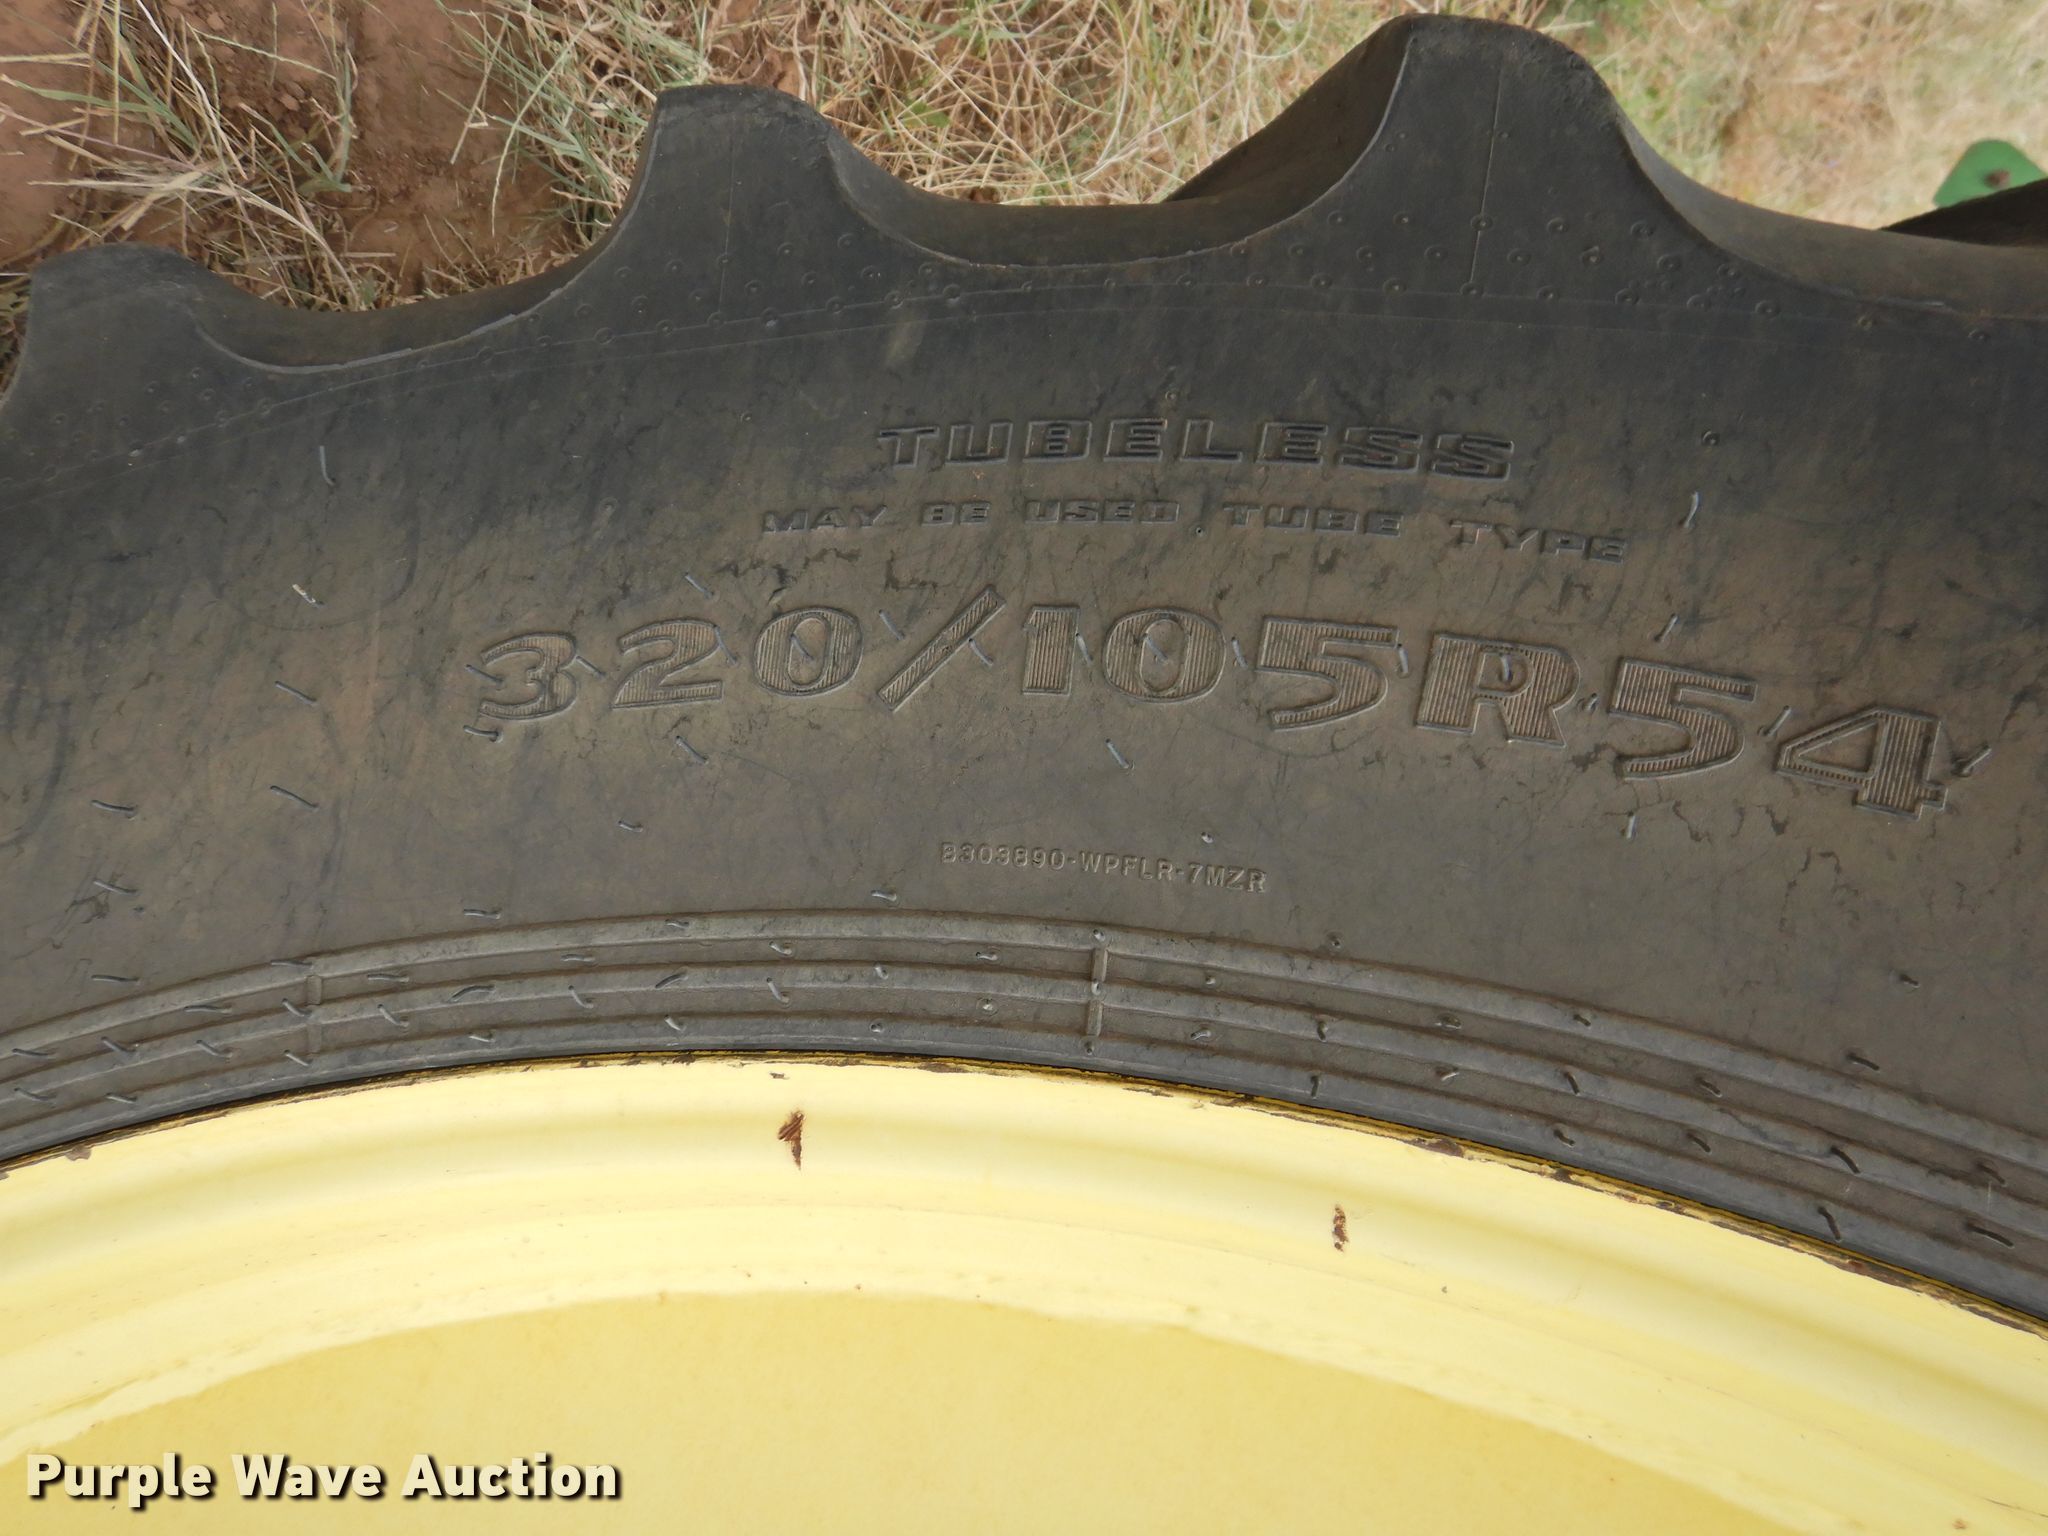 TUBELESS
MAY BE USED TUBE TYPE
320/105R54
B303890-WPFLR-7MZR
Purple Wave Auction